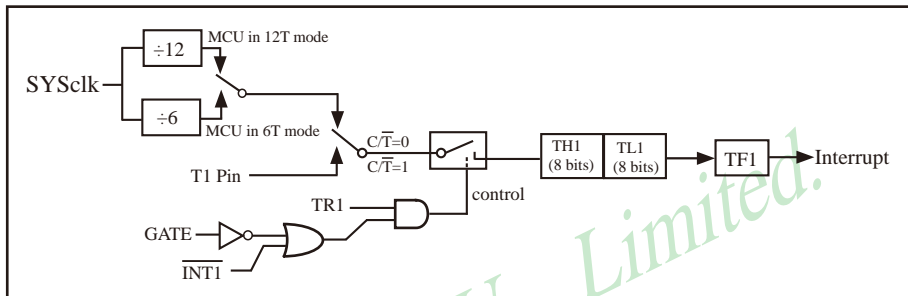 ÷12
MCU in 12T mode
SYSclk
÷6
MCU in 6T mode
C/T̅=0
C/T̅=1
T1 Pin
TH1
(8 bits)
TL1
(8 bits)
TF1
Interrupt
control
TR1
GATE
I̅N̅T̅1̅
Limited.